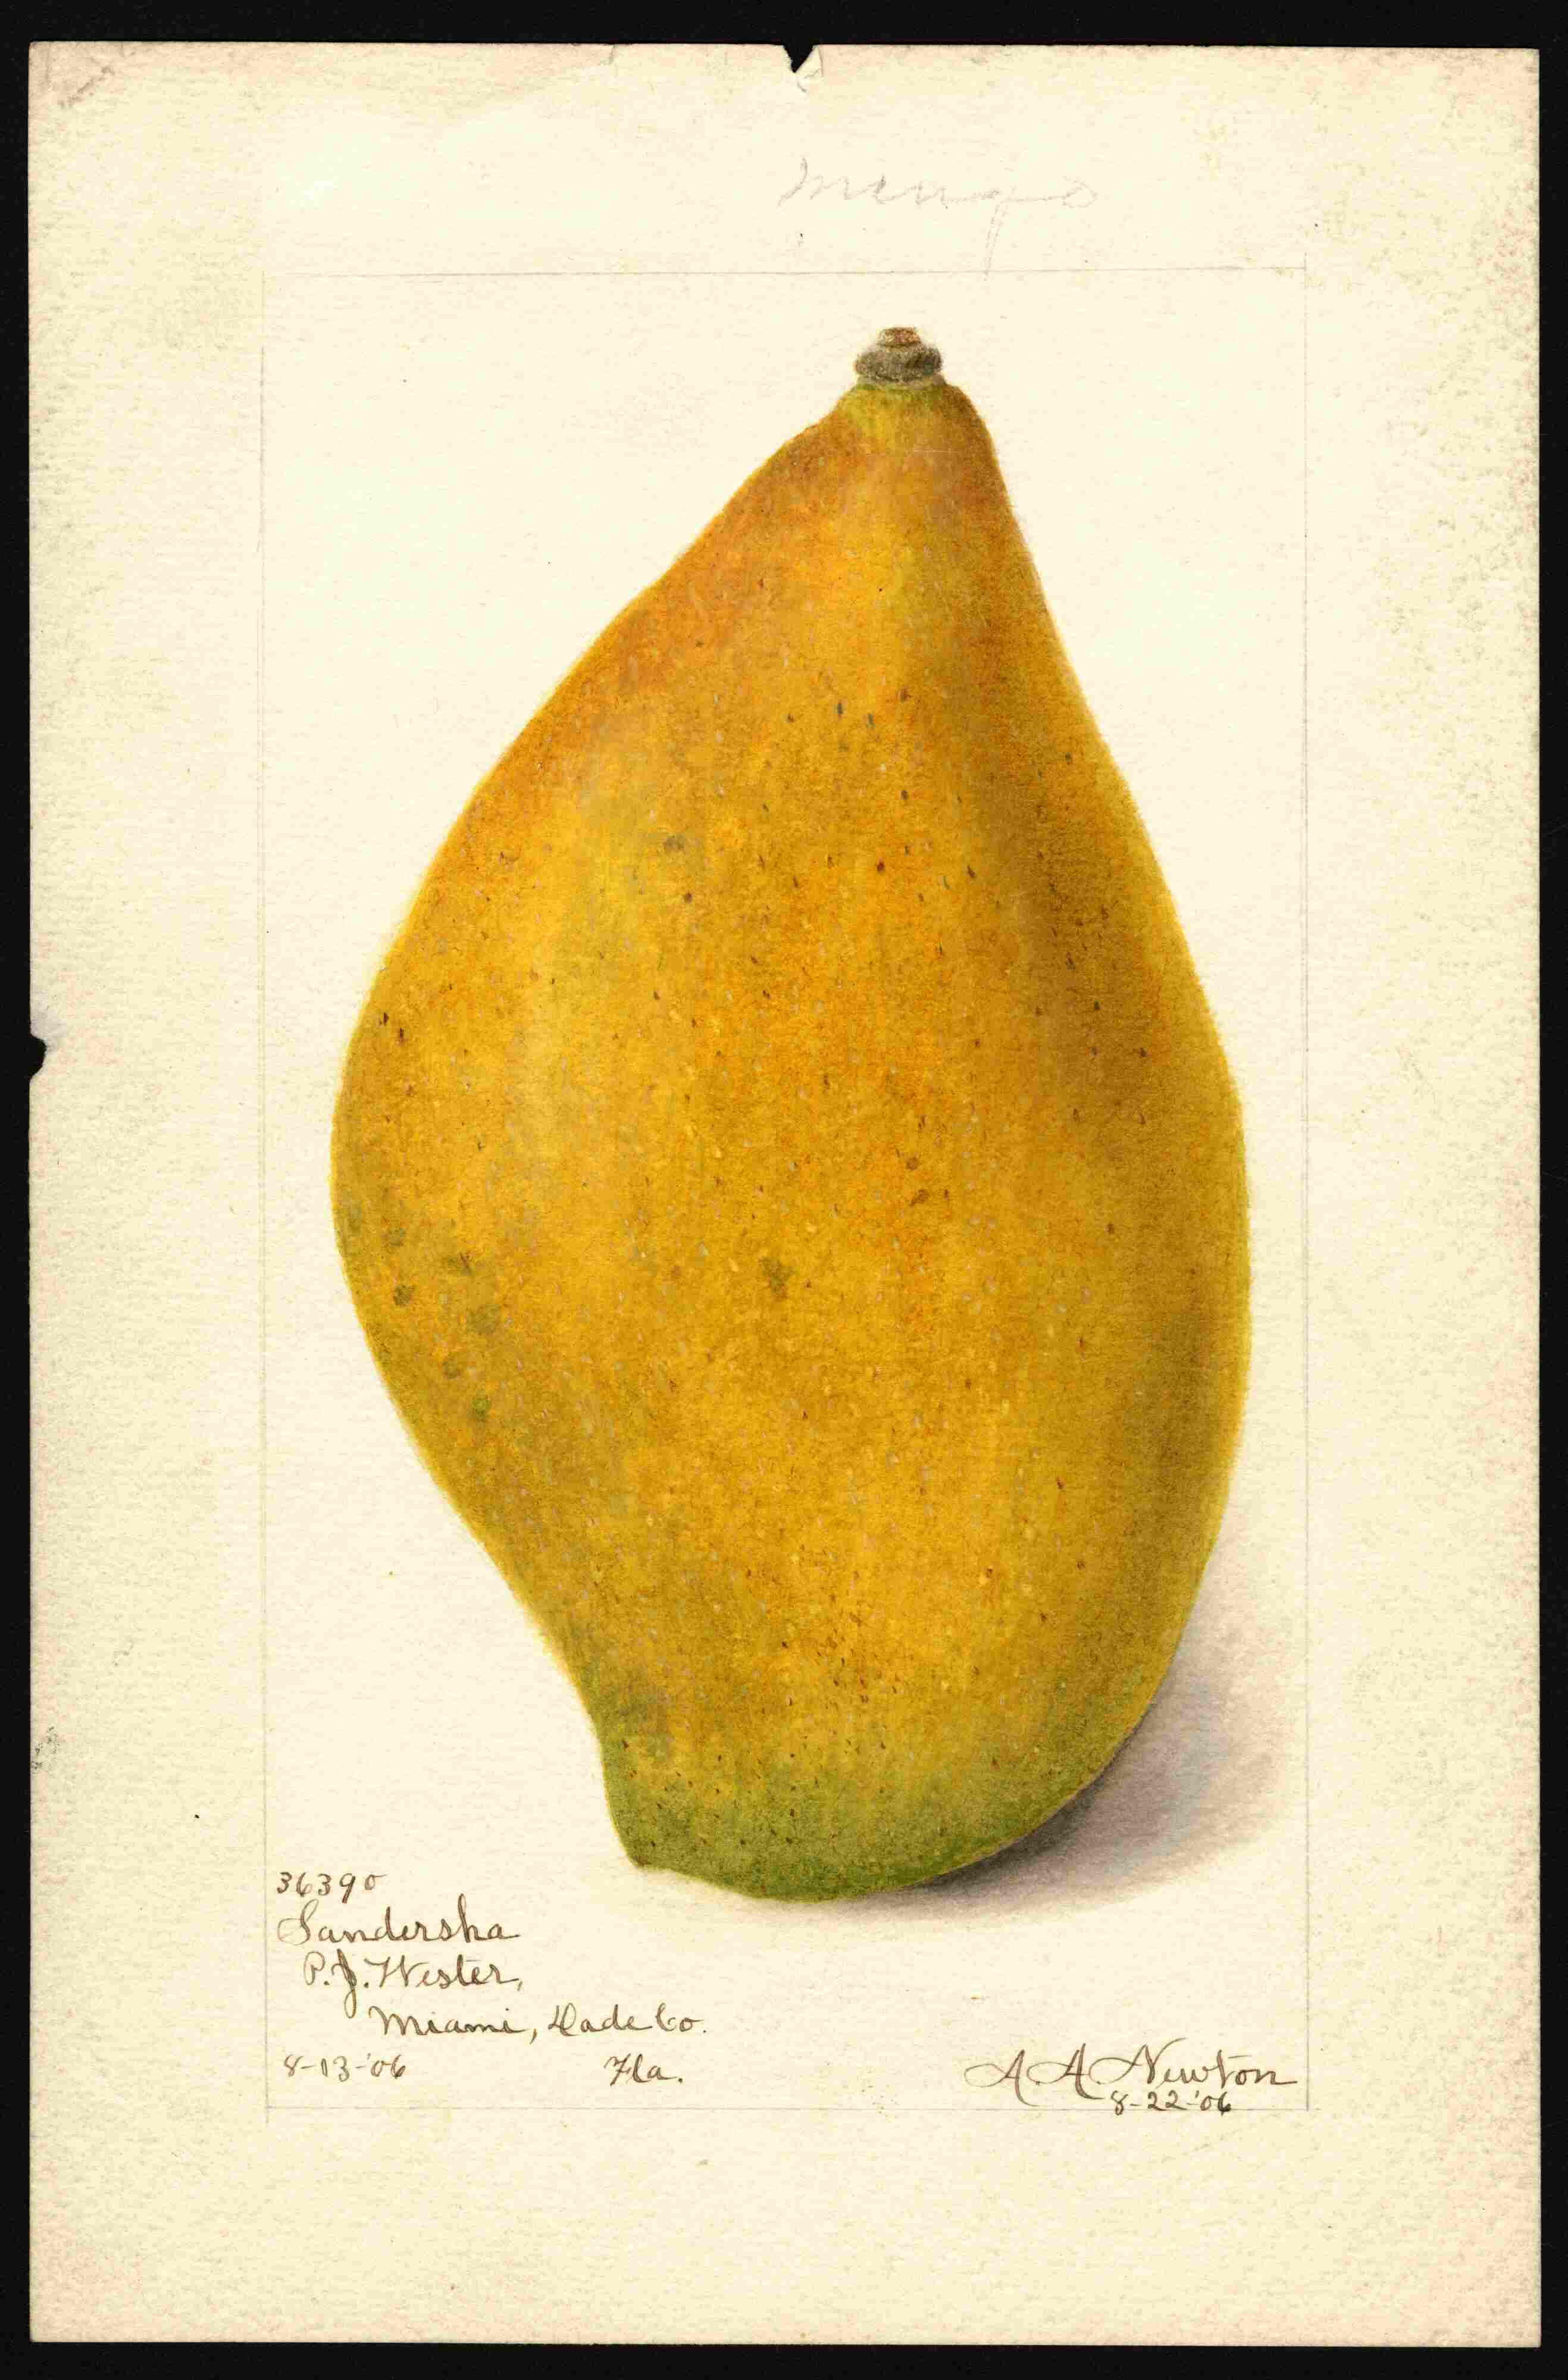 mango
36390
Sandersha
P. J. Wester,
Miami, Dade Co.
8-13-'06 Fla.
A A Newton
8-22-'06